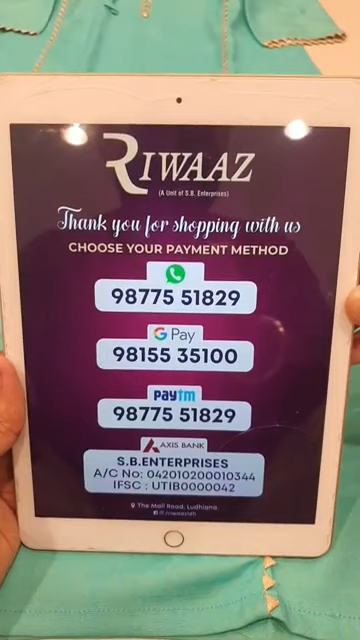 RIWAAZ
(A Unit of S.B. Enterprises)
Thank you for shopping with us
CHOOSE YOUR PAYMENT METHOD
98775 51829
G Pay
98155 35100
paytm
98775 51829
AXIS BANK
S.B.ENTERPRISES
A/C No: 042010200010344
IFSC : UTIB0000042
The Mall Road, Ludhiana.